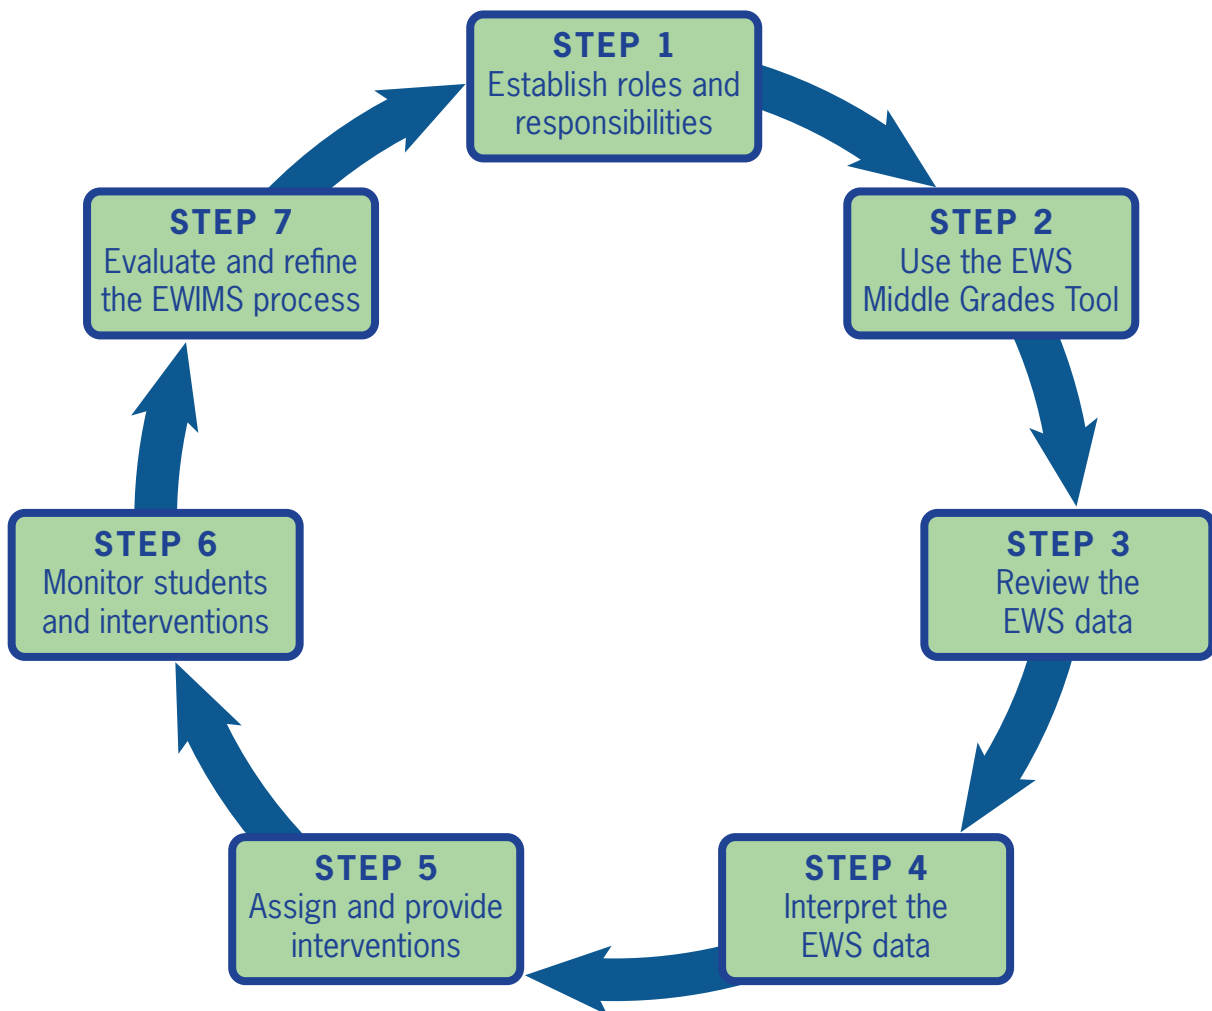 STEP 1
Establish roles and
responsibilities
STEP 2
Use the EWS
Middle Grades Tool
STEP 3
Review the
EWS data
STEP 4
Interpret the
EWS data
STEP 5
Assign and provide
interventions
STEP 6
Monitor students
and interventions
STEP 7
Evaluate and refine
the EWIMS process